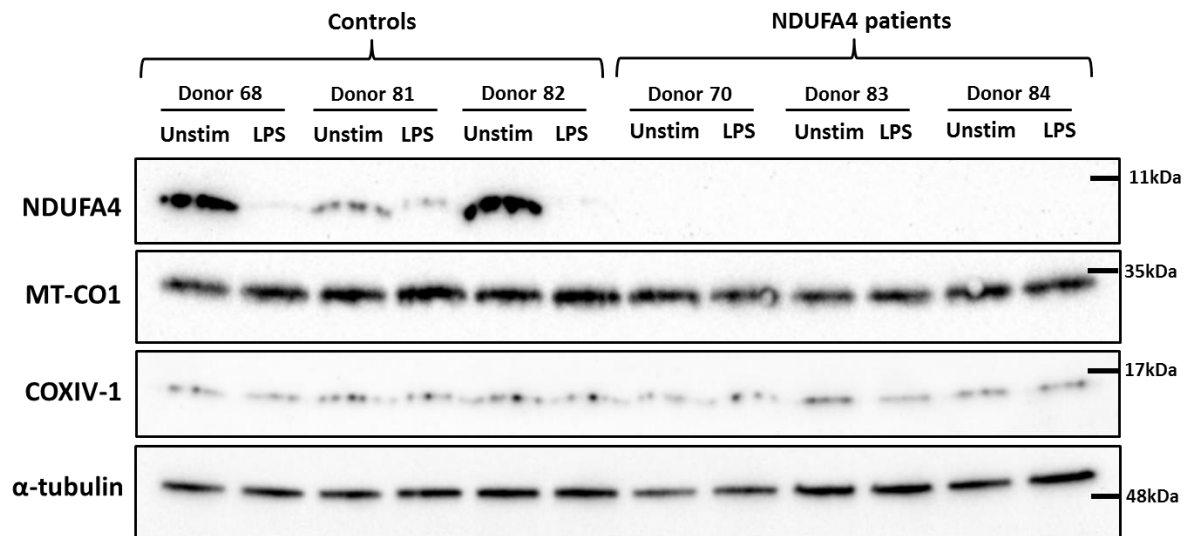 Controls NDUFA4 patients
Donor 68 Donor 81 Donor 82 Donor 70 Donor 83 Donor 84
Unstim LPS Unstim LPS Unstim LPS Unstim LPS Unstim LPS Unstim LPS
NDUFA4 11kDa
MT-CO1 35kDa
COXIV-1 17kDa
α-tubulin 48kDa